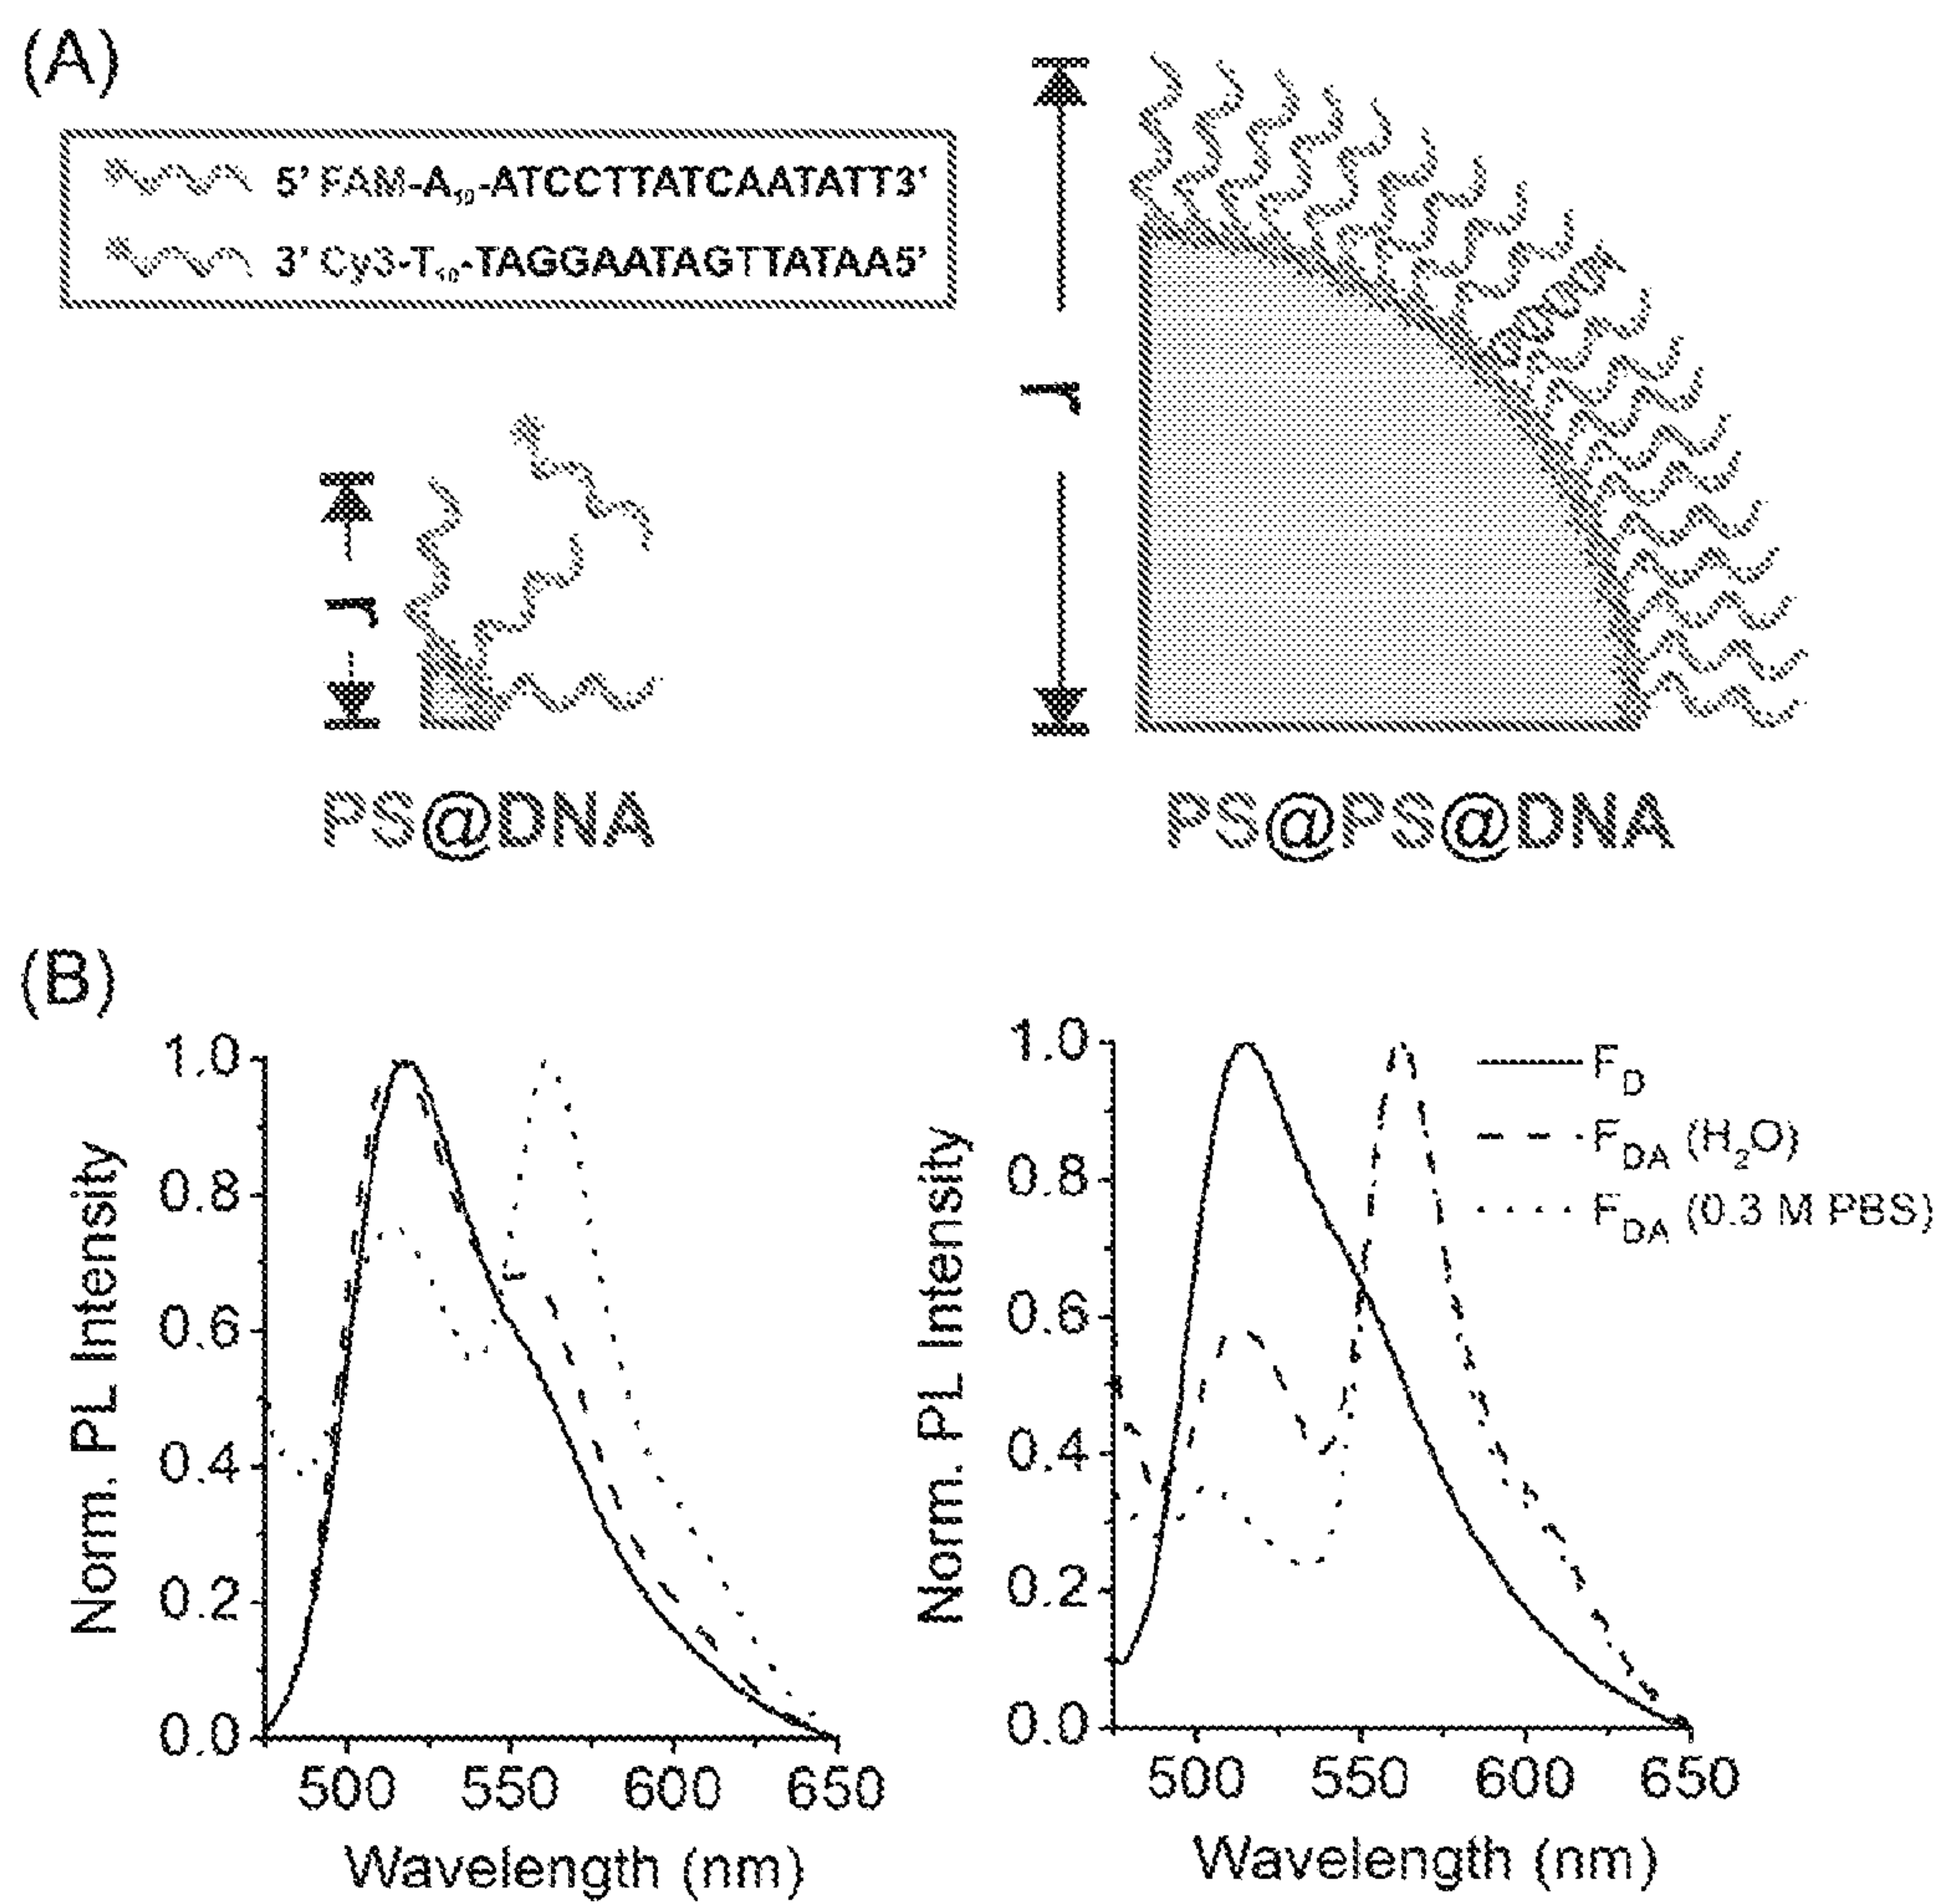 (A)
5' FAM-A₁₀-ATCCTTATCAATATT3'
3' Cy3-T₁₀-TAGGAATAGTTATAA5'
r
r
PS@DNA
PS@PS@DNA
(B)
1.0
0.8
0.6
0.4
0.2
0.0
500 550 600 650
Norm. PL Intensity
Wavelength (nm)
1.0
0.8
0.6
0.4
0.2
0.0
500 550 600 650
Norm. PL Intensity
Wavelength (nm)
F_D
F_DA (H₂O)
F_DA (0.3 M PBS)